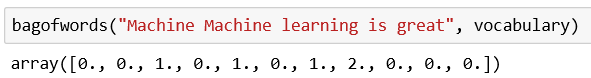 bagofwords("Machine Machine learning is great", vocabulary)
array([0., 0., 1., 0., 1., 0., 1., 2., 0., 0., 0.])